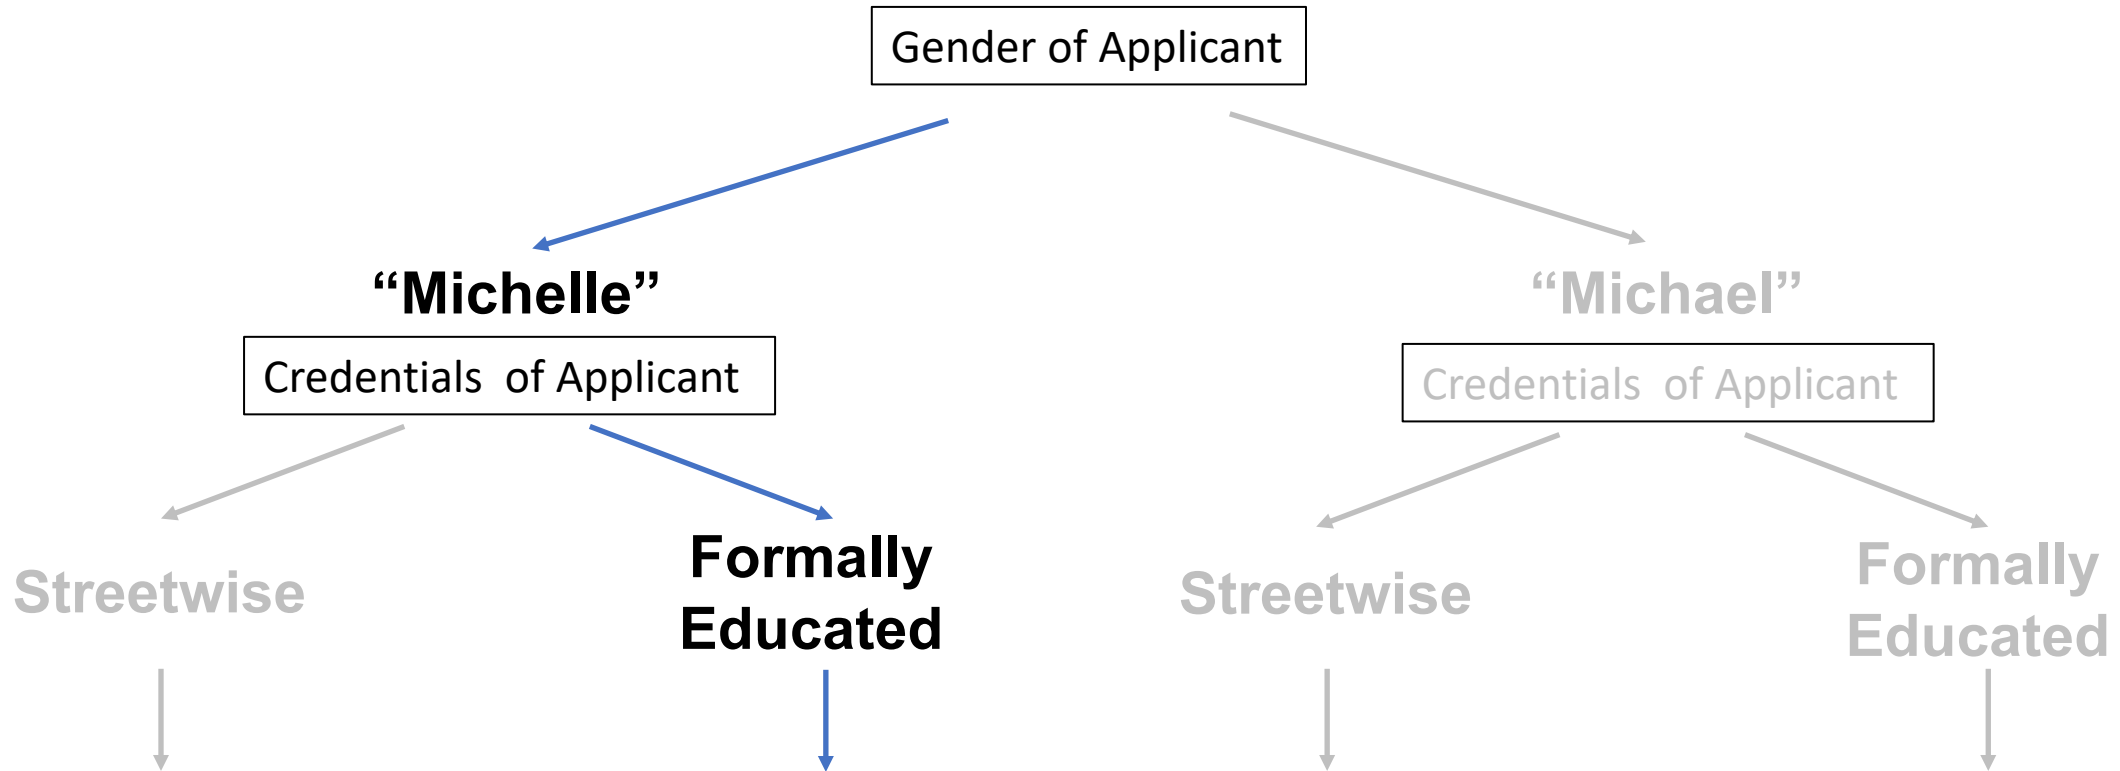 Gender of Applicant
“Michelle”
“Michael”
Credentials  of Applicant
Credentials  of Applicant
Streetwise
Formally
Educated
Streetwise
Formally
Educated